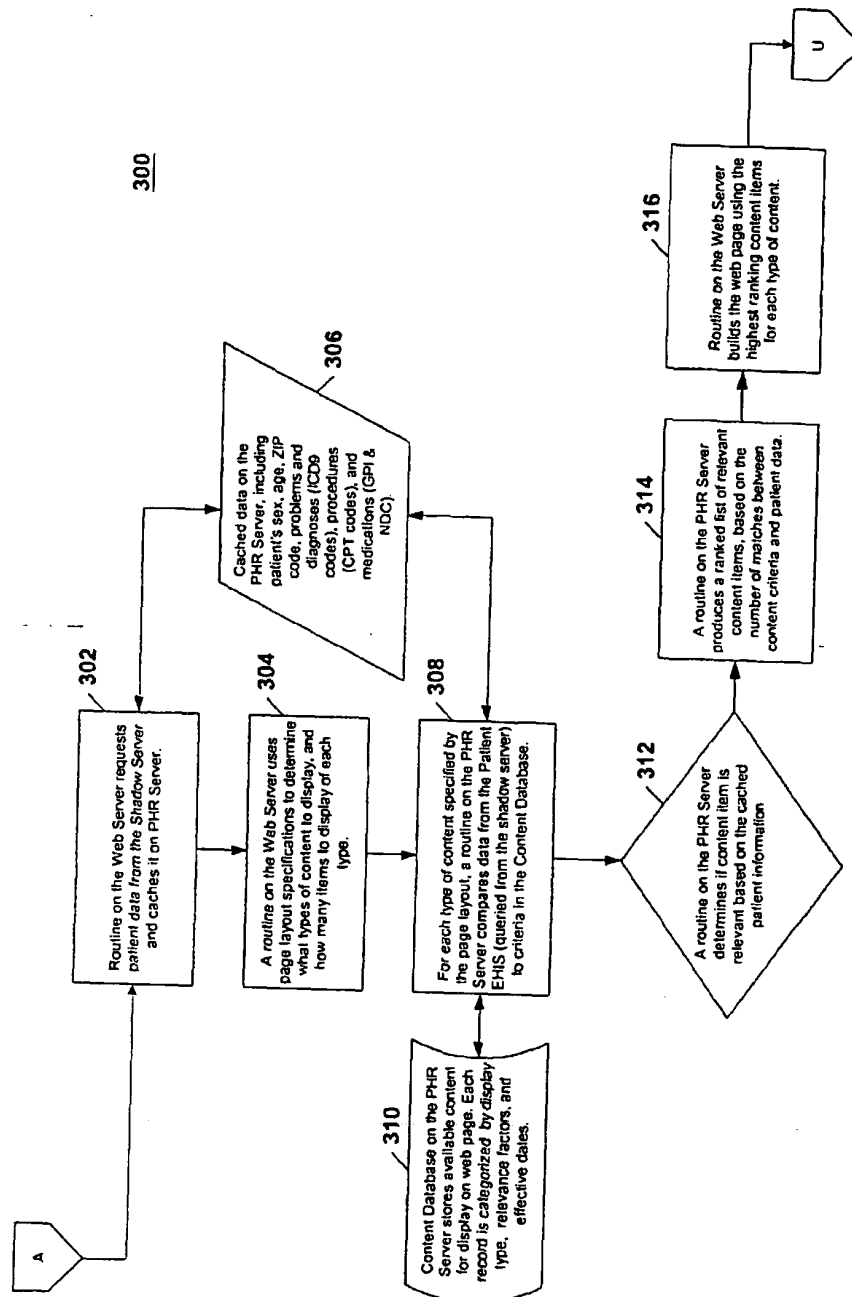 300
A
302
Routine on the Web Server requests
patient data from the Shadow Server
and caches it on PHR Server.
304
A routine on the Web Server uses
page layout specifications to determine
what types of content to display, and
how many items to display of each
type.
306
Cached data on the
PHR Server, including
patient's sex, age, ZIP
code, problems and
diagnoses (ICD9
codes), procedures
(CPT codes), and
medications (GPI &
NDC).
308
For each type of content specified by
the page layout, a routine on the PHR
Server compares data from the Patient
EHIS (queried from the shadow server)
to criteria in the Content Database.
310
Content Database on the PHR
Server stores available content
for display on web page. Each
record is categorized by display
type, relevance factors, and
effective dates.
312
A routine on the PHR Server
determines if content item is
relevant based on the cached
patient information
314
A routine on the PHR Server
produces a ranked list of relevant
content items, based on the
number of matches between
content criteria and patient data.
316
Routine on the Web Server
builds the web page using the
highest ranking content items
for each type of content.
U